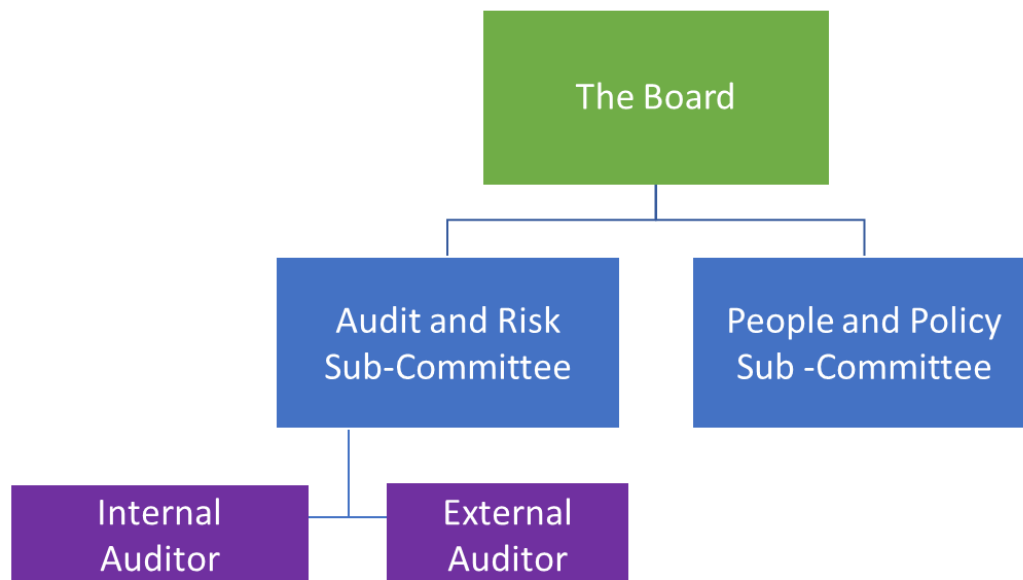 The Board
Audit and Risk
Sub-Committee
People and Policy
Sub -Committee
Internal
Auditor
External
Auditor